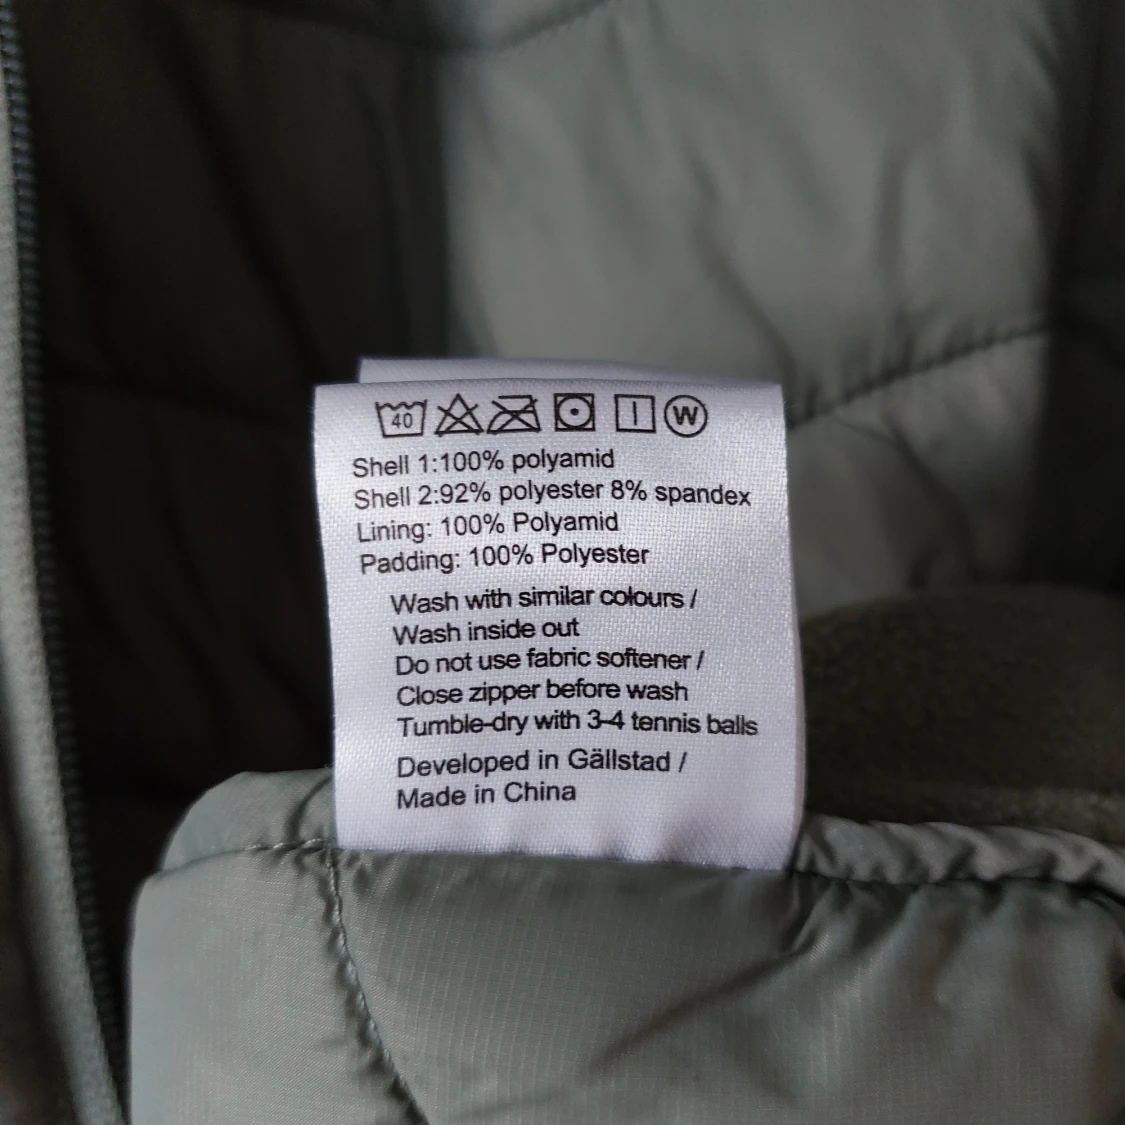 40 W
Shell 1:100% polyamid
Shell 2:92% polyester 8% spandex
Lining: 100% Polyamid
Padding: 100% Polyester
Wash with similar colours /
Wash inside out
Do not use fabric softener /
Close zipper before wash
Tumble-dry with 3-4 tennis balls
Developed in Gällstad /
Made in China